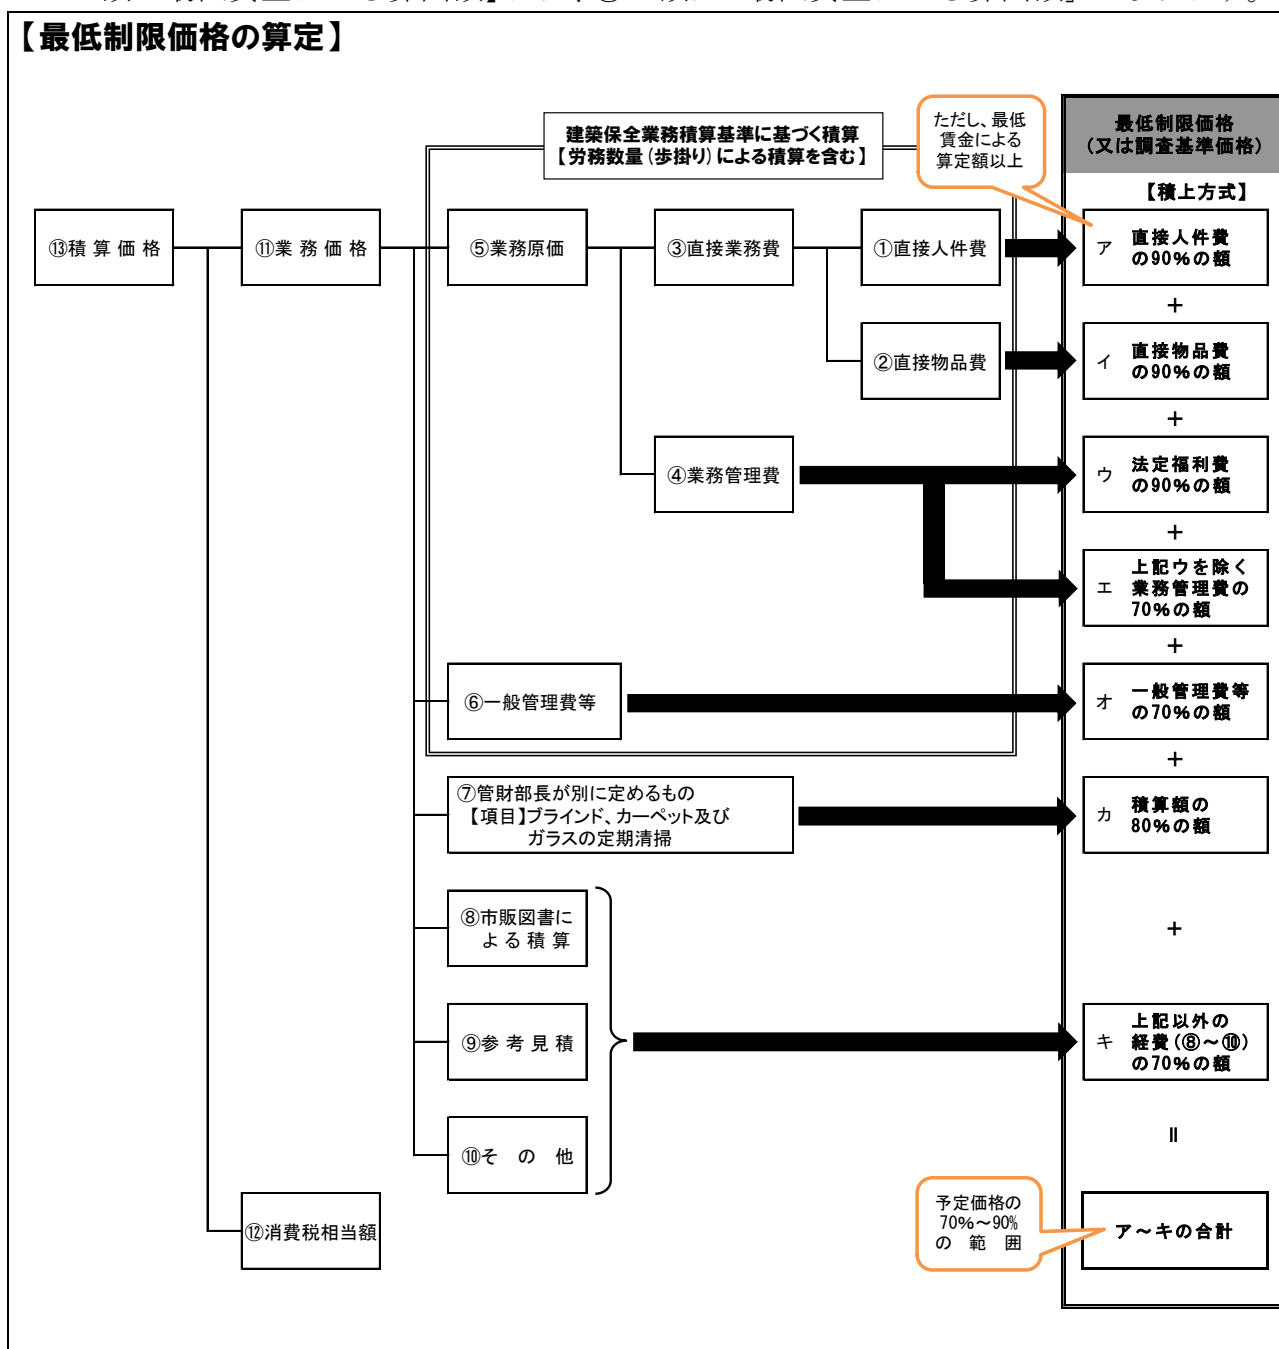 【最低制限価格の算定】
建築保全業務積算基準に基づく積算
【労務数量(歩掛り)による積算を含む】
ただし、最低
賃金による
算定額以上
最低制限価格
(又は調査基準価格)
【積上方式】
⑬積算価格
⑪業務価格
⑤業務原価
③直接業務費
①直接人件費
ア 直接人件費
の90%の額
+
②直接物品費
イ 直接物品費
の90%の額
+
④業務管理費
ウ 法定福利費
の90%の額
+
エ 上記ウを除く
業務管理費の
70%の額
+
⑥一般管理費等
オ 一般管理費等
の70%の額
+
⑦管財部長が別に定めるもの
【項目】ブラインド、カーペット及び
ガラスの定期清掃
カ 積算額の
80%の額
+
⑧市販図書に
よる積算
⑨参考見積
キ 上記以外の
経費(⑧~⑩)
の70%の額
⑩その他
=
⑫消費税相当額
予定価格の
70%~90%
の範囲
ア~キの合計